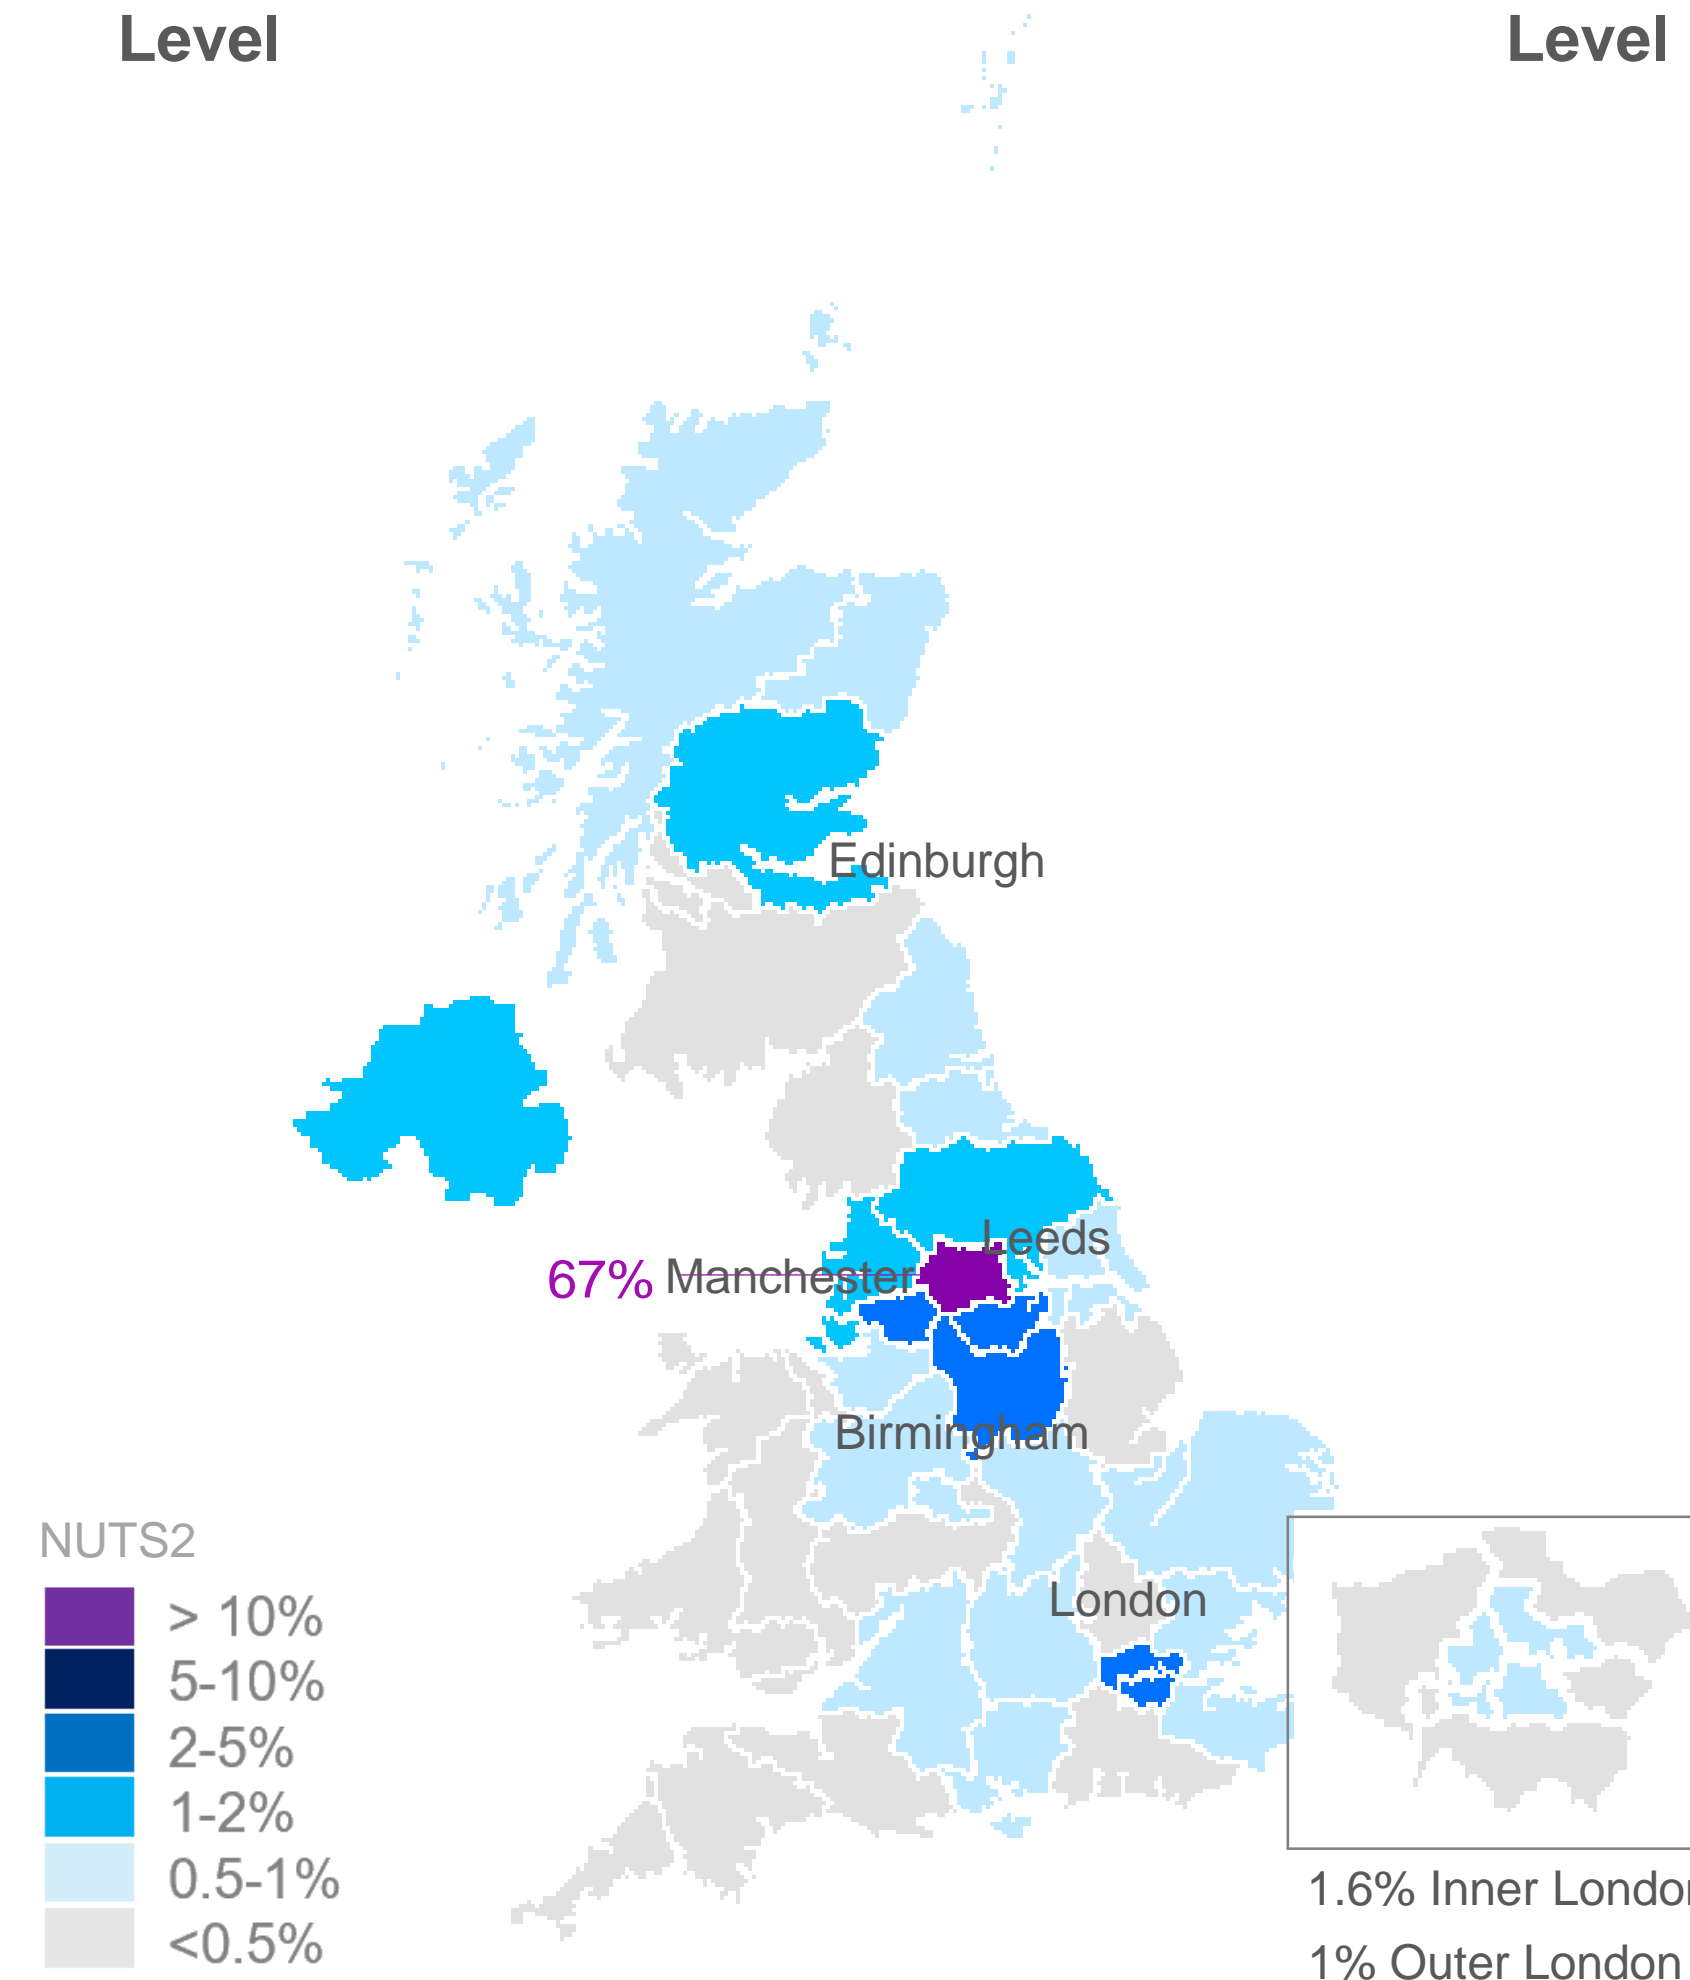 Level
Level
Edinburgh
Leeds
67% Manchester
Birmingham
London
NUTS2
> 10%
5-10%
2-5%
1-2%
0.5-1%
<0.5%
1.6% Inner London
1% Outer London